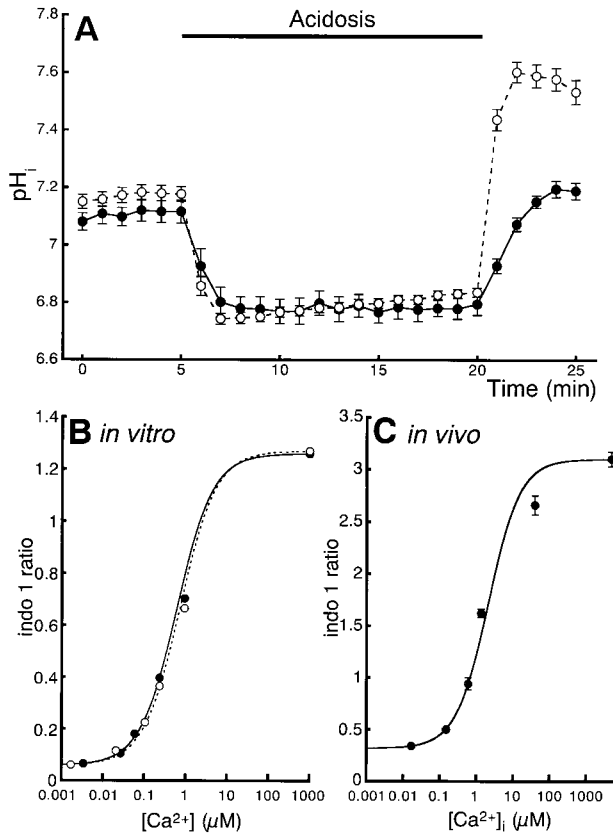 A
Acidosis
7.6
7.4
7.2
7
6.8
6.6
pHi
0 5 10 15 20 25
Time (min)
B in vitro
1.4
1.2
1
0.8
0.6
0.4
0.2
0
indo 1 ratio
0.001 0.01 0.1 1 10 100 1000
[Ca2+] (μM)
C in vivo
3.5
3
2.5
2
1.5
1
0.5
0
indo 1 ratio
0.001 0.01 0.1 1 10 100 1000
[Ca2+]i (μM)